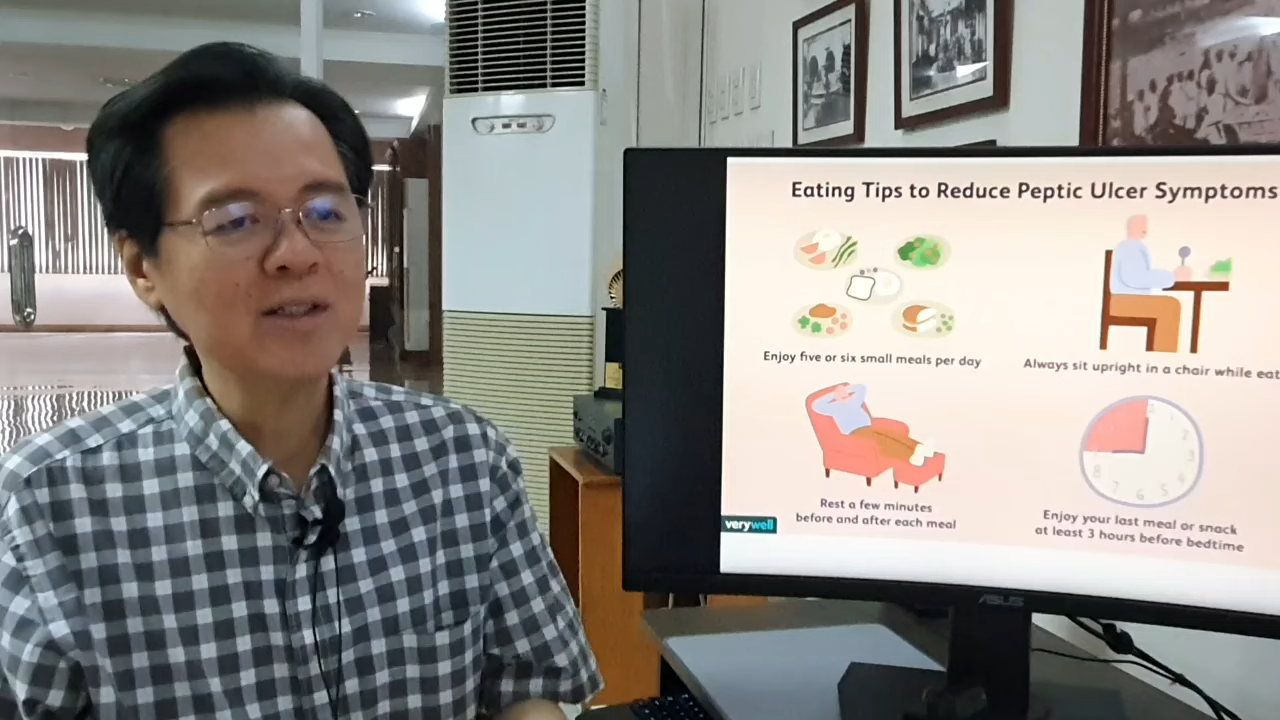 Eating Tips to Reduce Peptic Ulcer Symptoms
Enjoy five or six small meals per day
Always sit upright in a chair while eat
Rest a few minutes
before and after each meal
Enjoy your last meal or snack
at least 3 hours before bedtime
verywell
ASUS